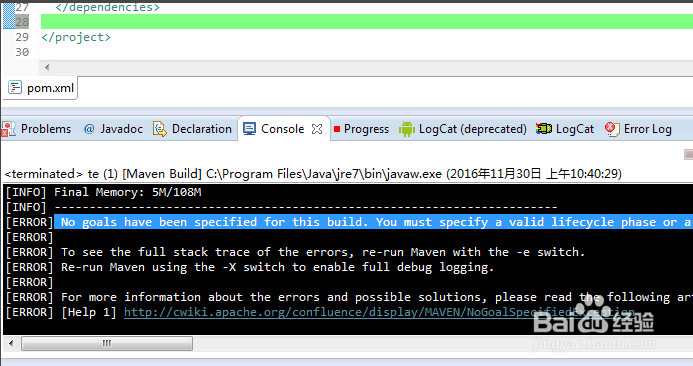 27 </dependencies>
28
29 </project>
30
pom.xml
Problems @ Javadoc Declaration Console Progress LogCat (deprecated) LogCat Error Log
<terminated> te (1) [Maven Build] C:\Program Files\Java\jre7\bin\javaw.exe (2016年11月30日 上午10:40:29)
[INFO] Final Memory: 5M/108M
[INFO] ------------------------------------------------------------------------
[ERROR] No goals have been specified for this build. You must specify a valid lifecycle phase or a
[ERROR]
[ERROR] To see the full stack trace of the errors, re-run Maven with the -e switch.
[ERROR] Re-run Maven using the -X switch to enable full debug logging.
[ERROR]
[ERROR] For more information about the errors and possible solutions, please read the following ar
[ERROR] [Help 1] http://cwiki.apache.org/confluence/display/MAVEN/NoGoalSpecifiedException
Baidu 经验
jingyan.baidu.com